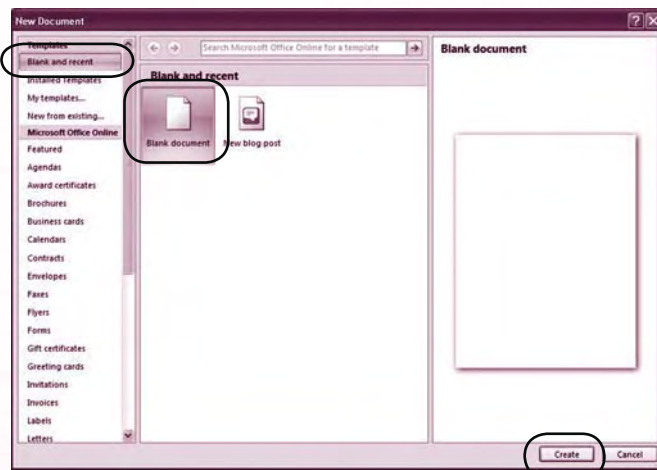 New Document
Templates
Blank and recent
Installed Templates
My templates...
New from existing...
Microsoft Office Online
Featured
Agendas
Award certificates
Brochures
Business cards
Calendars
Contracts
Envelopes
Faxes
Flyers
Forms
Gift certificates
Greeting cards
Invitations
Invoices
Labels
Letters
Search Microsoft Office Online for a template
Blank and recent
Blank document
New blog post
Blank document
Create
Cancel